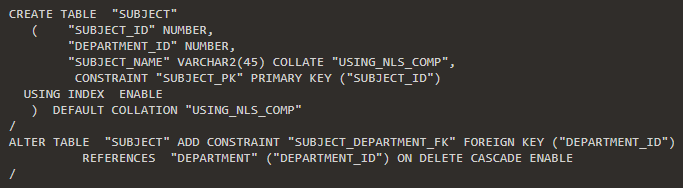 CREATE TABLE  "SUBJECT"
   (    "SUBJECT_ID" NUMBER,
        "DEPARTMENT_ID" NUMBER,
        "SUBJECT_NAME" VARCHAR2(45) COLLATE "USING_NLS_COMP",
         CONSTRAINT "SUBJECT_PK" PRIMARY KEY ("SUBJECT_ID")
  USING INDEX  ENABLE
   )  DEFAULT COLLATION "USING_NLS_COMP"
/
ALTER TABLE  "SUBJECT" ADD CONSTRAINT "SUBJECT_DEPARTMENT_FK" FOREIGN KEY ("DEPARTMENT_ID")
          REFERENCES  "DEPARTMENT" ("DEPARTMENT_ID") ON DELETE CASCADE ENABLE
/